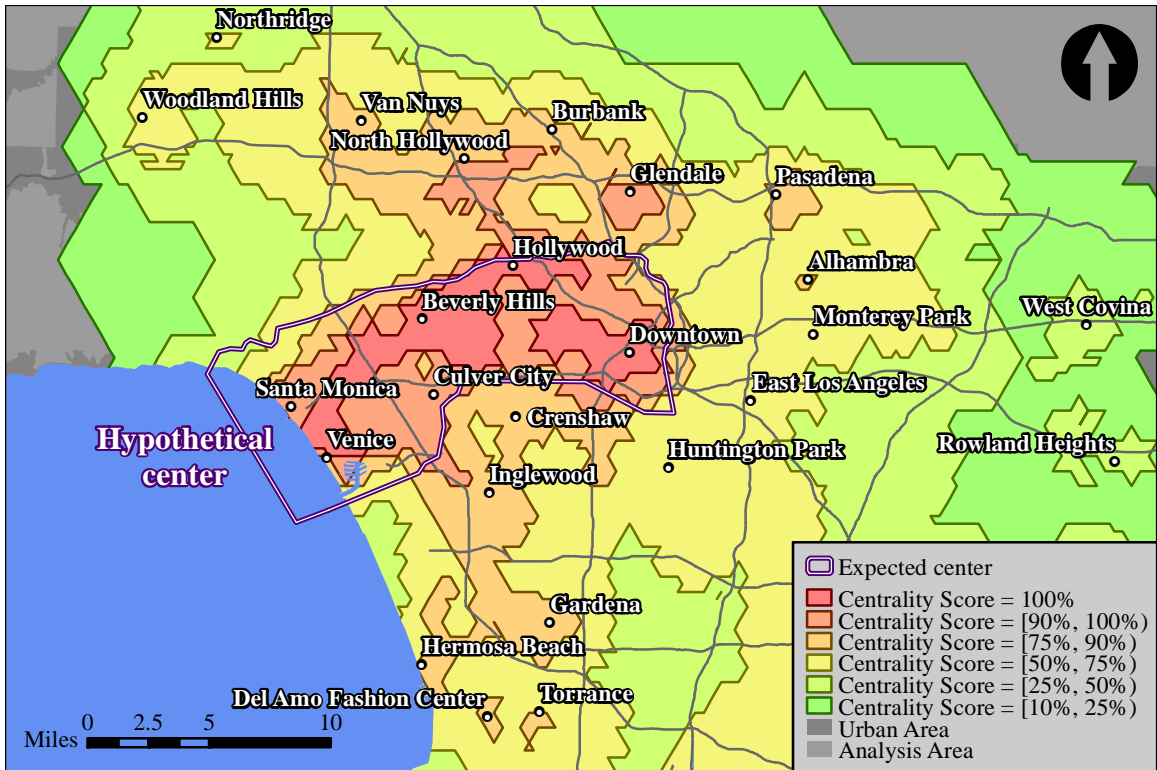 Northridge
Woodland Hills
Van Nuys
Burbank
North Hollywood
Glendale
Pasadena
Hollywood
Alhambra
Beverly Hills
West Covina
Monterey Park
Downtown
Culver City
Santa Monica
East Los Angeles
Crenshaw
Hypothetical
center
Venice
Huntington Park
Rowland Heights
Inglewood
Gardena
Hermosa Beach
Del Amo Fashion Center
Torrance
0 2.5 5 10
Miles
Expected center
Centrality Score = 100%
Centrality Score = [90%, 100%)
Centrality Score = [75%, 90%)
Centrality Score = [50%, 75%)
Centrality Score = [25%, 50%)
Centrality Score = [10%, 25%)
Urban Area
Analysis Area